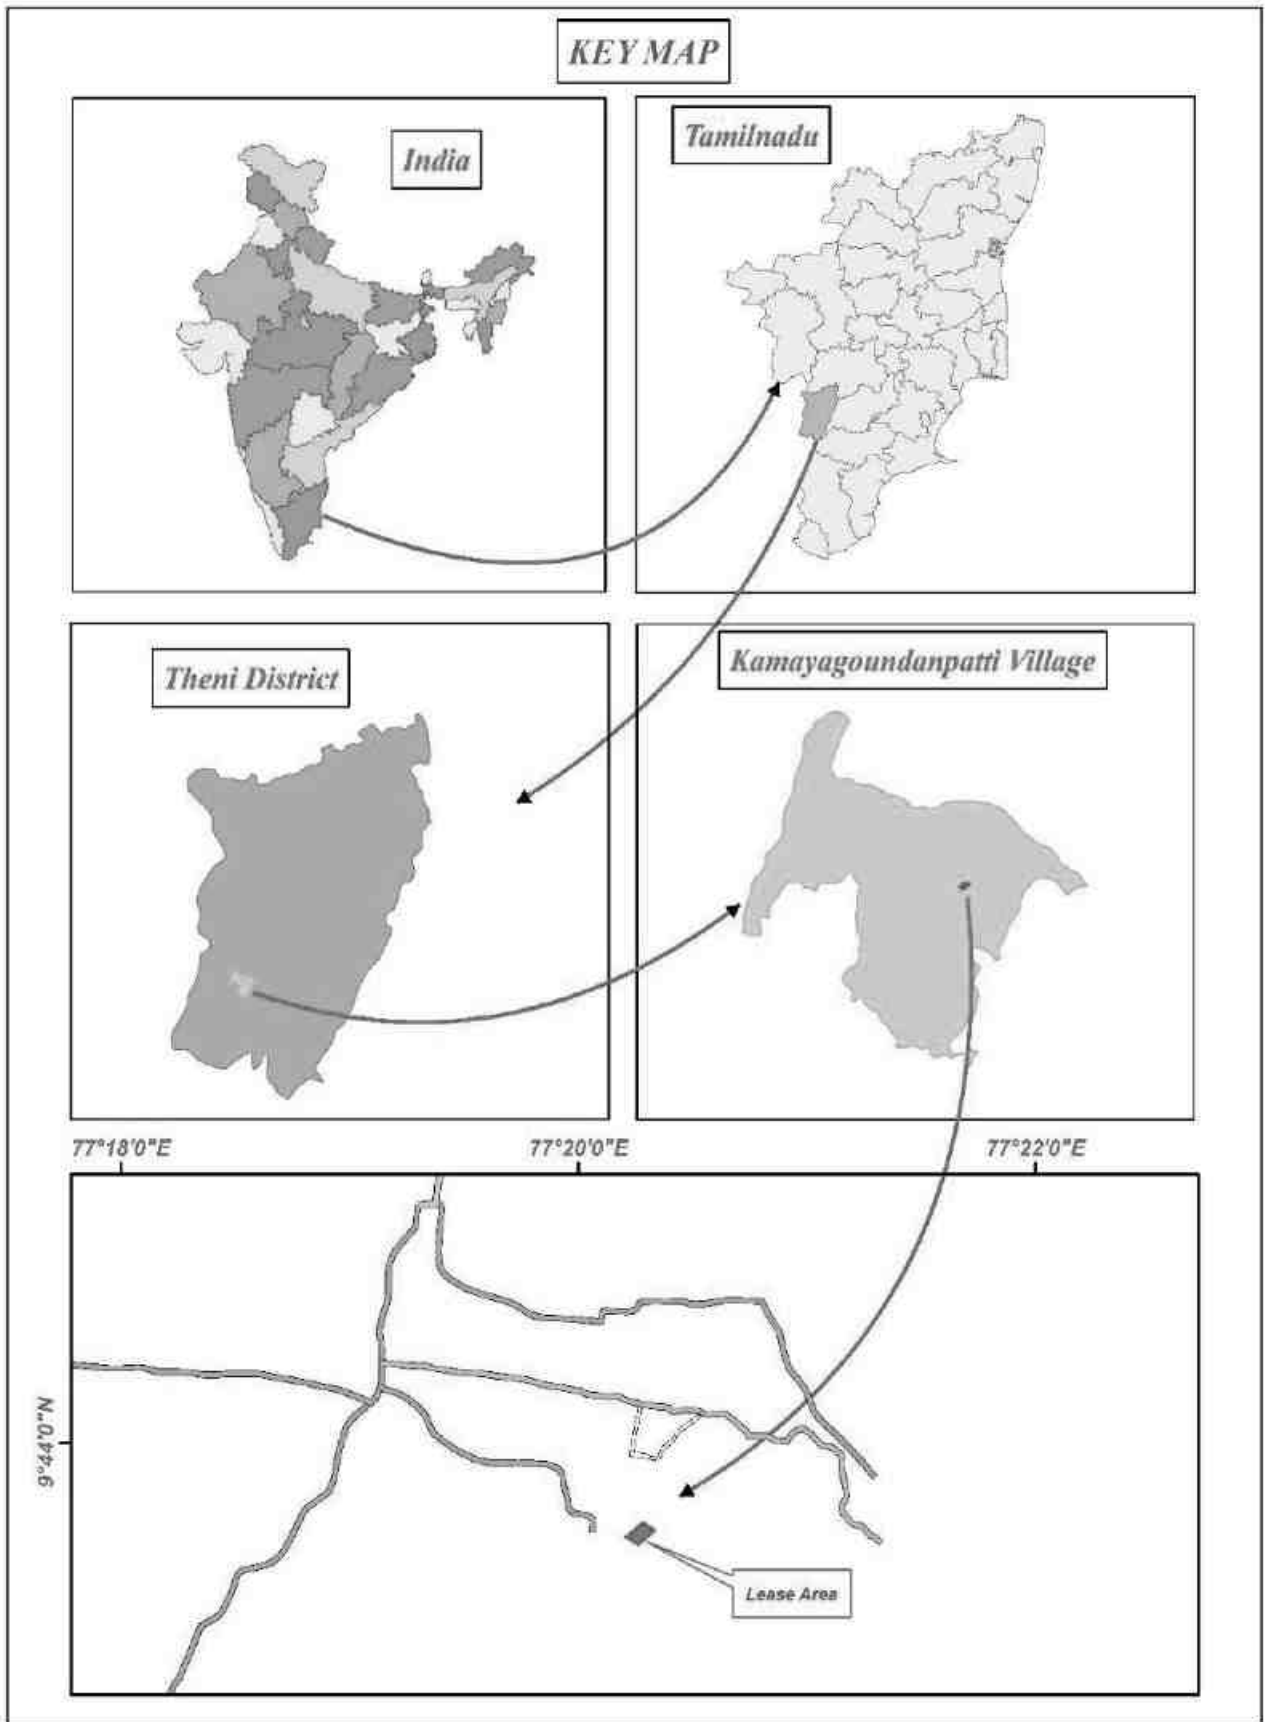 KEY MAP
India
Tamilnadu
Theni District
Kamayagoundanpatti Village
77°18'0"E
77°20'0"E
77°22'0"E
9°44'0"N
Lease Area